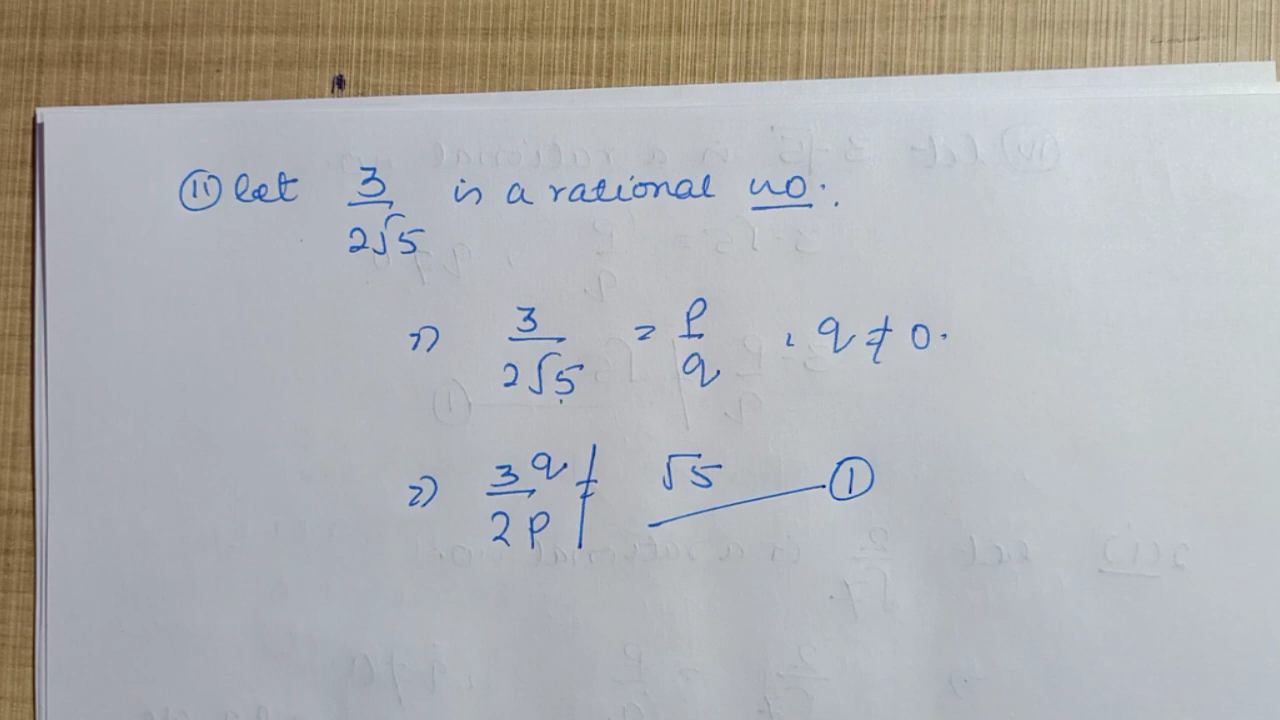 (ii) let 3/2√5 is a rational no.
⇒ 3/2√5 = p/q , q ≠ 0.
⇒ 3q/2p ≠ √5 ——— ①